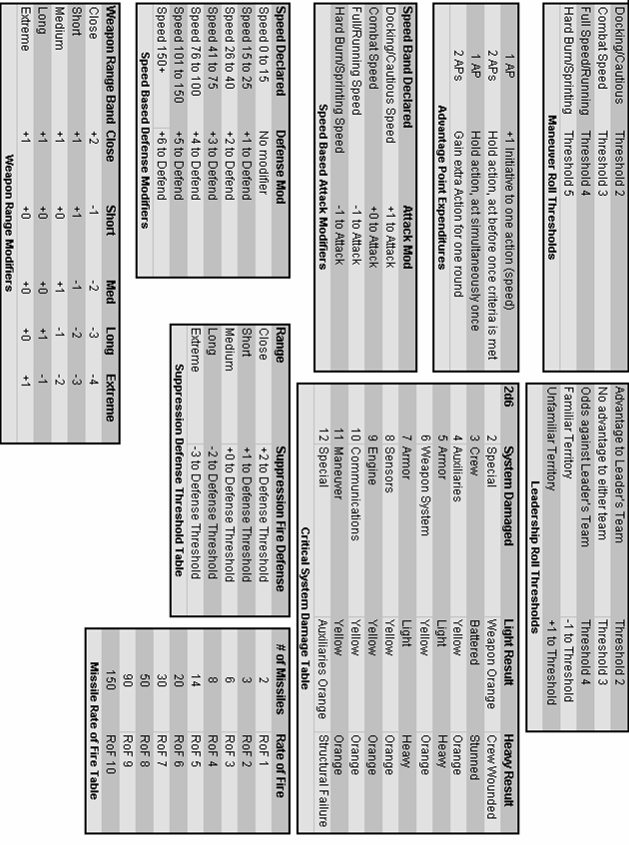 Docking/Cautious Threshold 2
Combat Speed Threshold 3
Full Speed/Running Threshold 4
Hard Burn/Sprinting Threshold 5
Maneuver Roll Thresholds
Advantage to Leader's Team Threshold 2
No advantage to either team Threshold 3
Odds against Leader's Team Threshold 4
Familiar Territory -1 to Threshold
Unfamiliar Territory +1 to Threshold
Leadership Roll Thresholds
1 AP +1 Initiative to one action (speed)
2 APs Hold action, act before once criteria is met
1 AP Hold action, act simultaneously once
2 APs Gain extra Action for one round
Advantage Point Expenditures
2d6 System Damaged Light Result Heavy Result
2 Special Weapon Orange Crew Wounded
3 Crew Battered Stunned
4 Auxiliaries Yellow Orange
5 Armor Light Heavy
6 Weapon System Yellow Orange
7 Armor Light Heavy
8 Sensors Yellow Orange
9 Engine Yellow Orange
10 Communications Yellow Orange
11 Maneuver Yellow Orange
12 Special Auxiliaries Orange Structural Failure
Critical System Damage Table
Speed Band Declared Attack Mod
Docking/Cautious Speed +1 to Attack
Combat Speed +0 to Attack
Full/Running Speed -1 to Attack
Hard Burn/Sprinting Speed -1 to Attack
Speed Based Attack Modifiers
Speed Declared Defense Mod
Speed 0 to 15 No modifier
Speed 15 to 25 +1 to Defend
Speed 26 to 40 +2 to Defend
Speed 41 to 75 +3 to Defend
Speed 76 to 100 +4 to Defend
Speed 101 to 150 +5 to Defend
Speed 150+ +6 to Defend
Speed Based Defense Modifiers
Range Suppression Fire Defense
Close +2 to Defense Threshold
Short +1 to Defense Threshold
Medium +0 to Defense Threshold
Long -2 to Defense Threshold
Extreme -3 to Defense Threshold
Suppression Defense Threshold Table
# of Missiles Rate of Fire
2 RoF 1
3 RoF 2
6 RoF 3
8 RoF 4
14 RoF 5
20 RoF 6
30 RoF 7
50 RoF 8
90 RoF 9
150 RoF 10
Missile Rate of Fire Table
Weapon Range Band Close Short Med Long Extreme
Close +2 -1 -2 -3 -4
Short +1 +1 -1 -2 -3
Medium +1 +0 +1 -1 -2
Long +1 +0 +0 +1 -1
Extreme +1 +0 +0 +0 +1
Weapon Range Modifiers